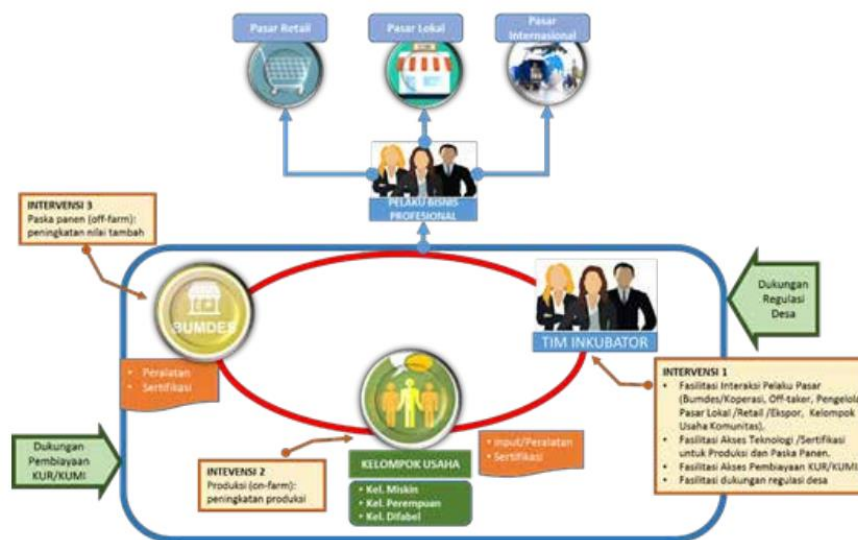 Pasar Retail
Pasar Lokal
Pasar
Internasional
PELAKU BISNIS
PROFESIONAL
INTERVENSI 3
Paska panen (off-farm):
peningkatan nilai tambah
BUMDES
TIM INKUBATOR
Dukungan
Regulasi
Desa
• Peralatan
• Sertifikasi
INTERVENSI 1
• Fasilitasi Interaksi Pelaku Pasar
(Bumdes/Koperasi, Off-taker, Pengelola
Pasar Lokal /Retail /Ekspor, Kelompok
Usaha Komunitas).
• Fasilitasi Akses Teknologi /Sertifikasi
untuk Produksi dan Paska Panen.
• Fasilitasi Akses Pembiayaan KUR/KUMI
• Fasilitasi dukungan regulasi desa
Dukungan
Pembiayaan
KUR/KUMI
INTEVENSI 2
Produksi (on-farm):
peningkatan produksi
KELOMPOK USAHA
• Kel. Miskin
• Kel. Perempuan
• Kel. Difabel
• Input/Peralatan
• Sertifikasi